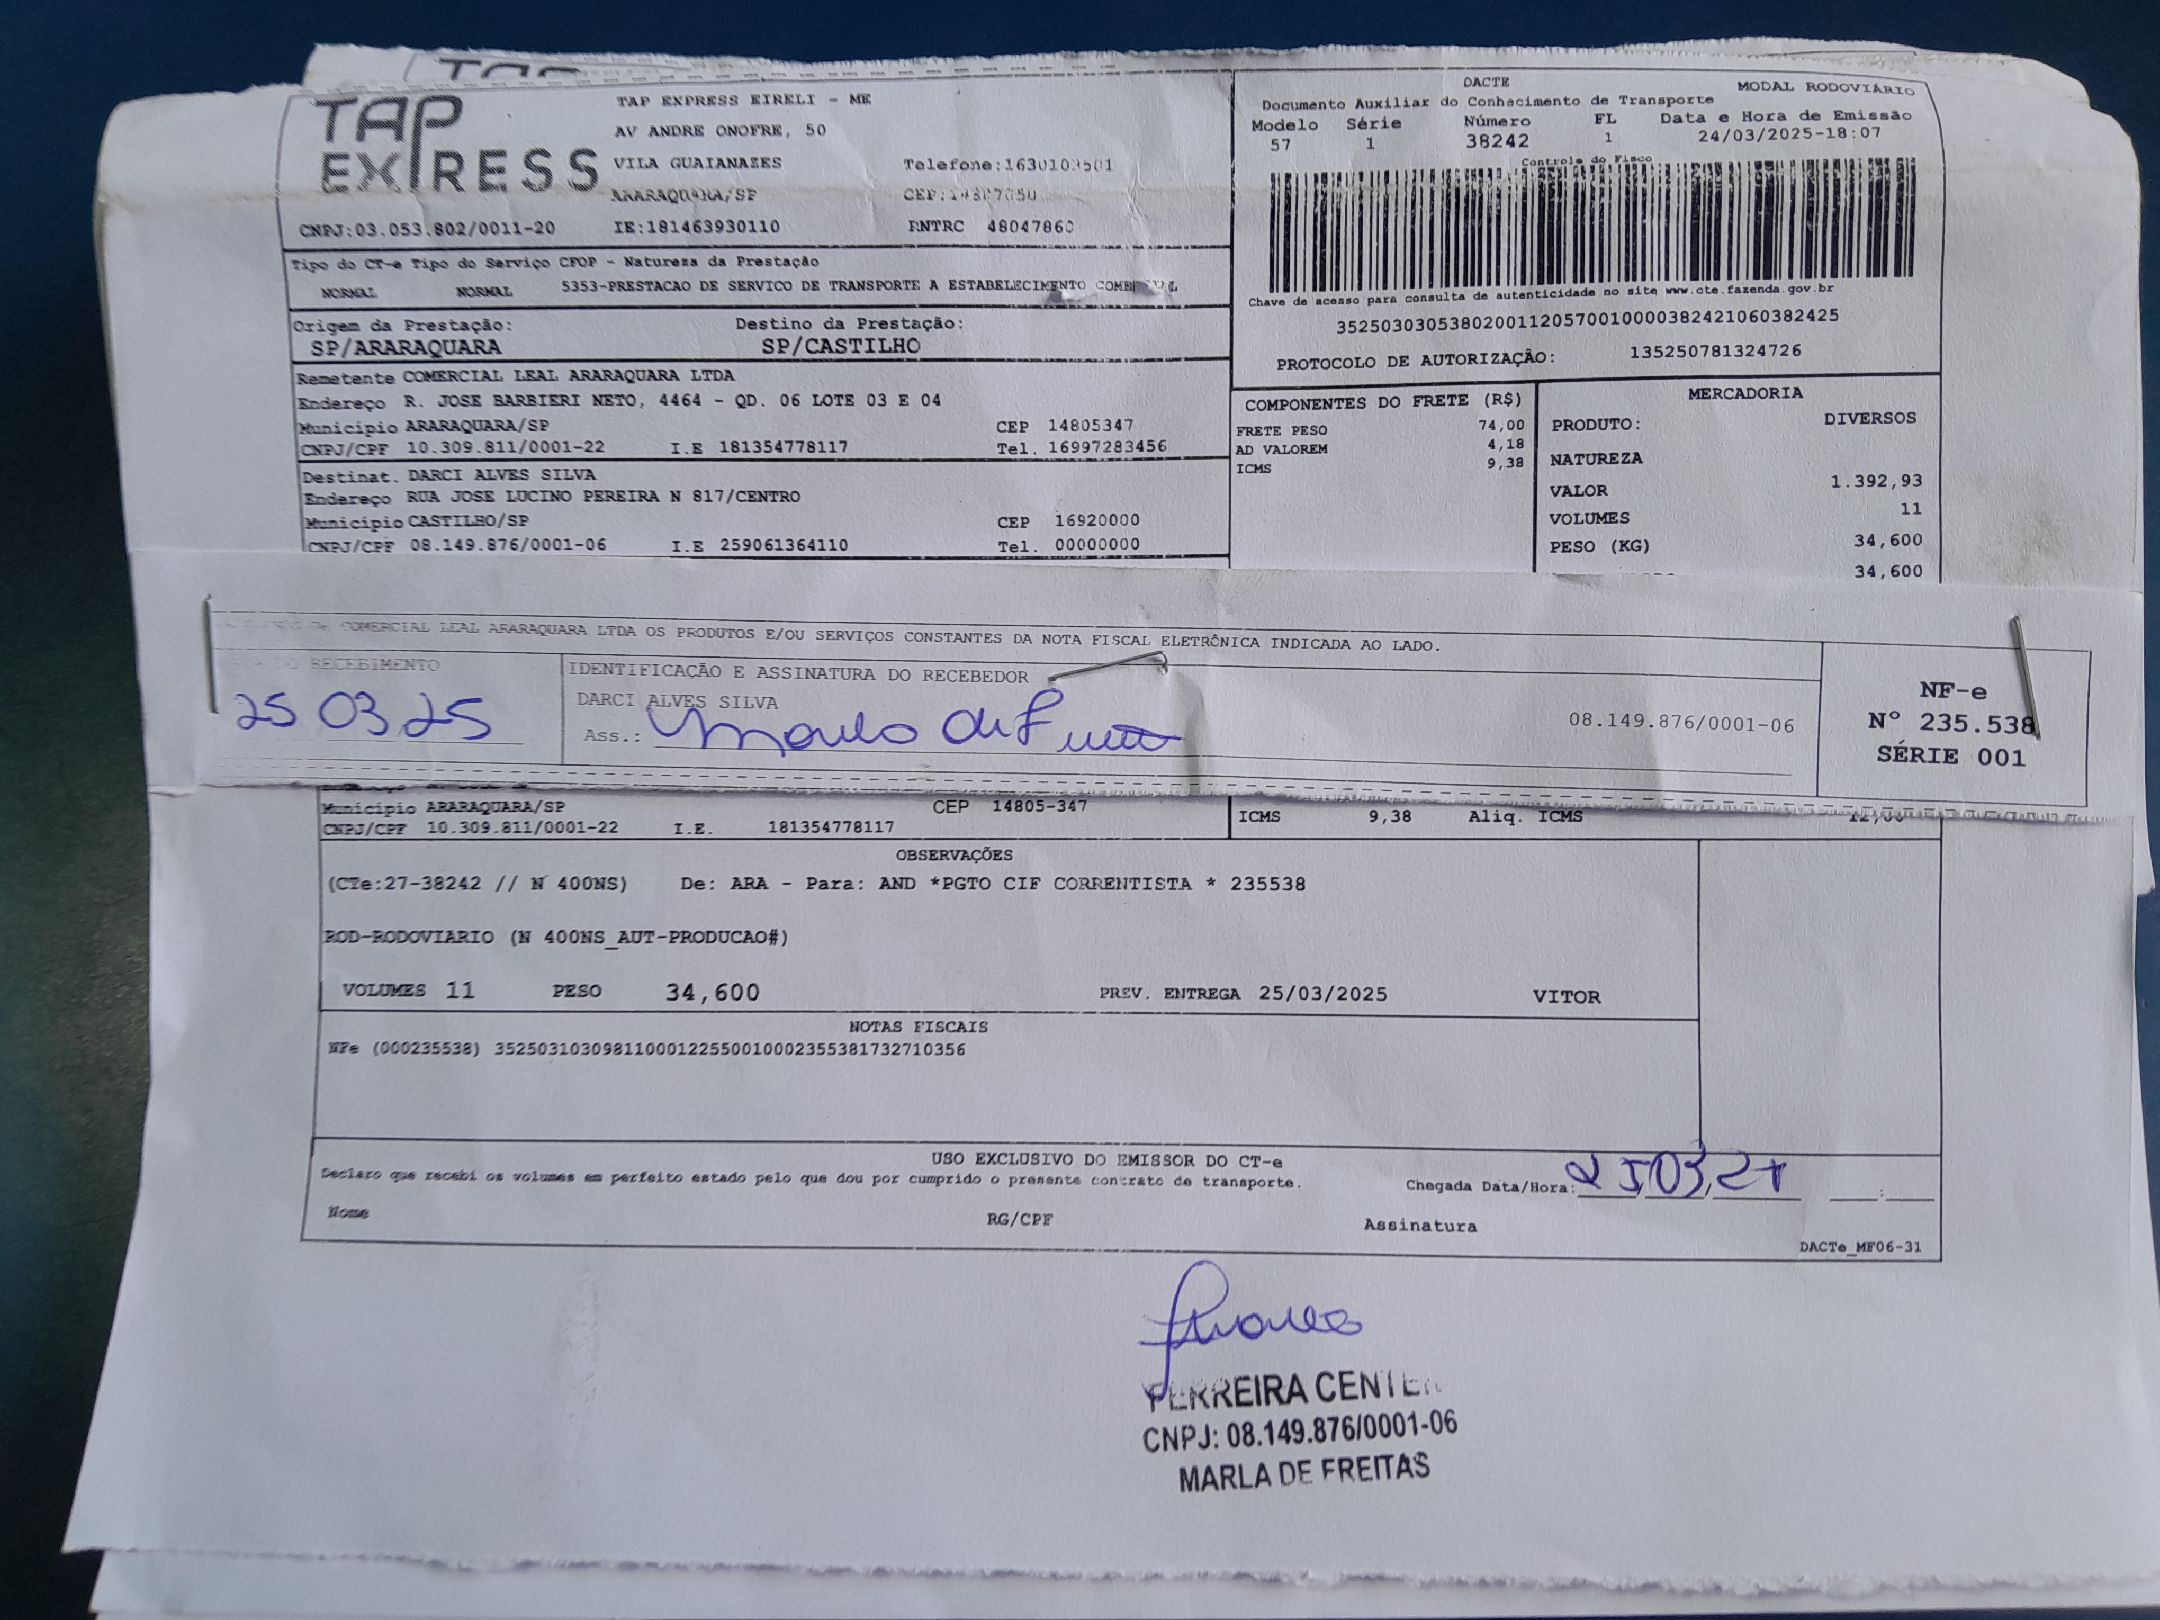 TAP EXPRESS
TAP EXPRESS EIRELI - ME
AV ANDRE ONOFRE, 50
VILA GUAIANAZES
ARARAQUARA/SP
CNPJ:03.053.802/0011-20 IE:181463930110 RNTRC 48047860
DACTE MODAL RODOVIÁRIO
Documento Auxiliar do Conhecimento de Transporte
Modelo Série Número FL Data e Hora de Emissão
57 1 38242 1 24/03/2025-18:07
Controle do Fisco
Chave de acesso para consulta de autenticidade no site www.cte.fazenda.gov.br
35250303053802001120570010000382421060382425
PROTOCOLO DE AUTORIZAÇÃO: 135250781324726
Tipo do CT-e Tipo do Serviço CFOP - Natureza da Prestação
NORMAL NORMAL 5353-PRESTACAO DE SERVICO DE TRANSPORTE A ESTABELECIMENTO
Origem da Prestação: Destino da Prestação:
SP/ARARAQUARA SP/CASTILHO
Remetente COMERCIAL LEAL ARARAQUARA LTDA
Endereço R. JOSE BARBIERI NETO, 4464 - QD. 06 LOTE 03 E 04
Município ARARAQUARA/SP CEP 14805347
CNPJ/CPF 10.309.811/0001-22 I.E 181354778117 Tel. 16997283456
Destinat. DARCI ALVES SILVA
Endereço RUA JOSE LUCINO PEREIRA N 817/CENTRO
Município CASTILHO/SP CEP 16920000
CNPJ/CPF 08.149.876/0001-06 I.E 259061364110 Tel. 00000000
COMPONENTES DO FRETE (R$)
FRETE PESO 74,00
AD VALOREM 4,18
ICMS 9,38
MERCADORIA
PRODUTO: DIVERSOS
NATUREZA
VALOR 1.392,93
VOLUMES 11
PESO (KG) 34,600
34,600
DE COMERCIAL LEAL ARARAQUARA LTDA OS PRODUTOS E/OU SERVIÇOS CONSTANTES DA NOTA FISCAL ELETRÔNICA INDICADA AO LADO.
DO RECEBIMENTO
25 03 25
IDENTIFICAÇÃO E ASSINATURA DO RECEBEDOR
DARCI ALVES SILVA
08.149.876/0001-06
Ass.:
NF-e
Nº 235.538
SÉRIE 001
Município ARARAQUARA/SP CEP 14805-347
CNPJ/CPF 10.309.811/0001-22 I.E. 181354778117
ICMS 9,38 Aliq. ICMS
OBSERVAÇÕES
(CTe:27-38242 // N 400NS) De: ARA - Para: AND *PGTO CIF CORRENTISTA * 235538
ROD-RODOVIARIO (N 400NS_AUT-PRODUCAO#)
VOLUMES 11 PESO 34,600 PREV. ENTREGA 25/03/2025 VITOR
NOTAS FISCAIS
NFe (000235538) 35250310309811000122550010002355381732710356
USO EXCLUSIVO DO EMISSOR DO CT-e
Declaro que recebi os volumes em perfeito estado pelo que dou por cumprido o presente contrato de transporte.
Chegada Data/Hora:
Nome RG/CPF Assinatura
DACTe_MF06-31
FERREIRA CENTER
CNPJ: 08.149.876/0001-06
MARLA DE FREITAS